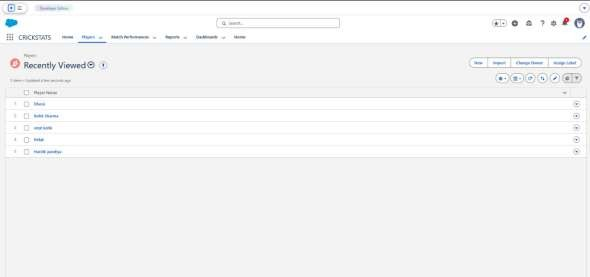 Developer Edition
Search...
CRICKSTATS
Home
Players
Match Performances
Reports
Dashboards
Home
Players
Recently Viewed
New
Import
Change Owner
Assign Label
5 items • Updated a few seconds ago
Player Name
1
Dhoni
2
Rohit Sharma
3
virat kohli
4
5
Hardik pandya